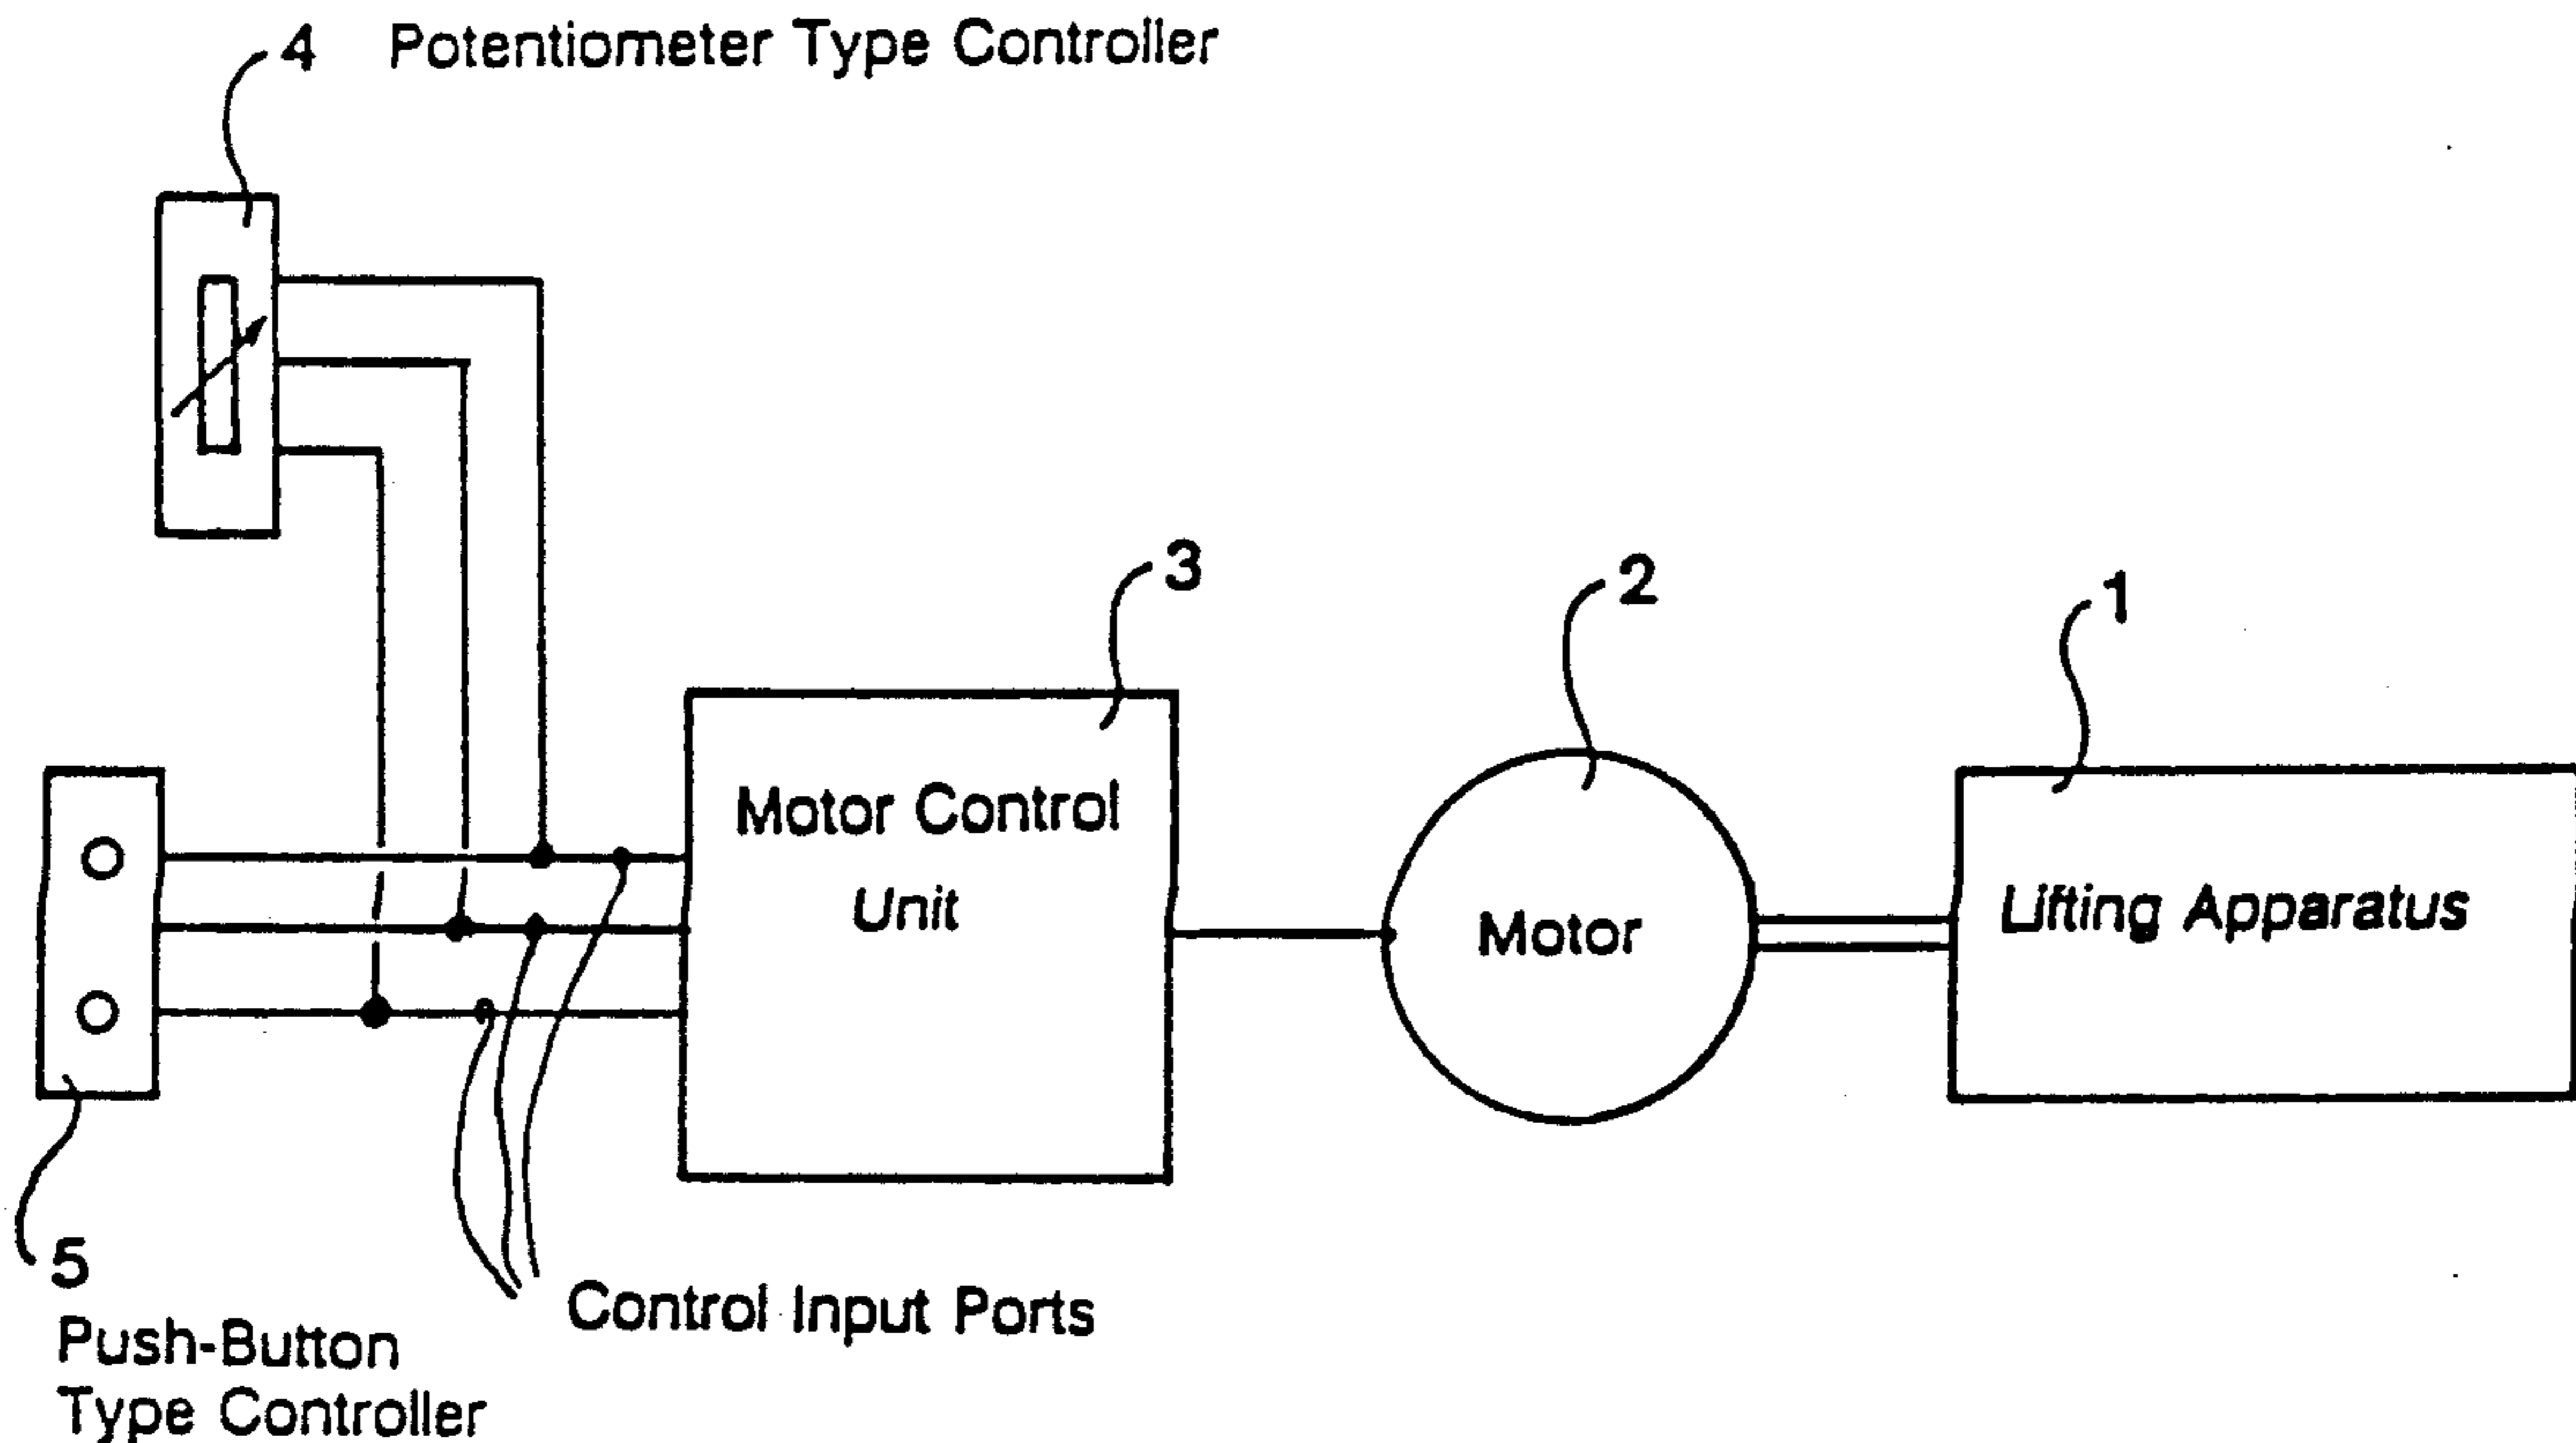 4 Potentiometer Type Controller
3
2
1
Motor Control
Unit
Motor
Lifting Apparatus
5
Push-Button
Type Controller
Control Input Ports